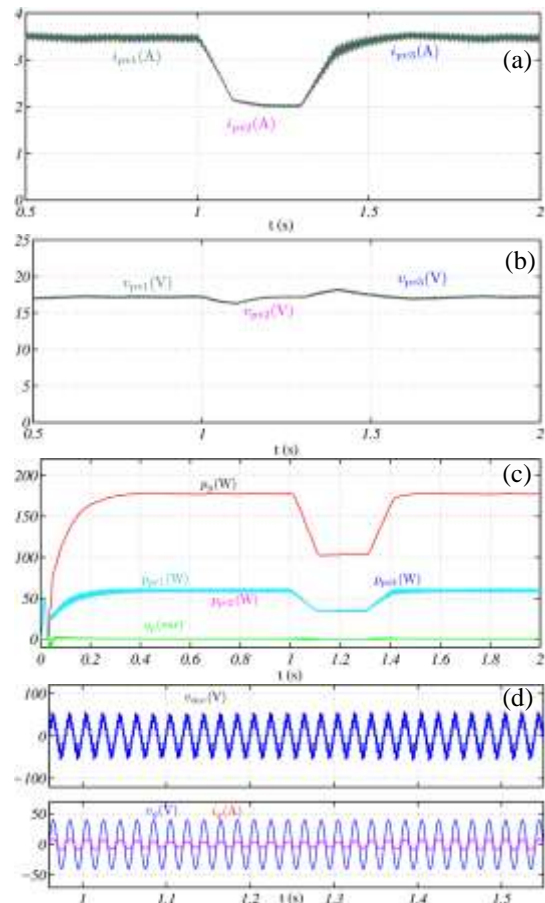 4
(a)
3
i_pv1(A)
i_pv3(A)
2
i_pv2(A)
1
0
0.5 1 1.5 2
t (s)
25
(b)
20
v_pv1(V)
v_pv3(V)
15
v_pv2(V)
10
5
0
0.5 1 1.5 2
t (s)
200
(c)
p_g(W)
150
100
p_pv1(W)
p_pv3(W)
50
p_pv2(W)
(var)
0
0 0.2 0.4 0.6 0.8 1 1.2 1.4 1.6 1.8 2
t (s)
100
(V)
(d)
0
−100
50
v_g(V) i_g(A)
0
−50
1 1.1 1.2 t (s) 1.3 1.4 1.5